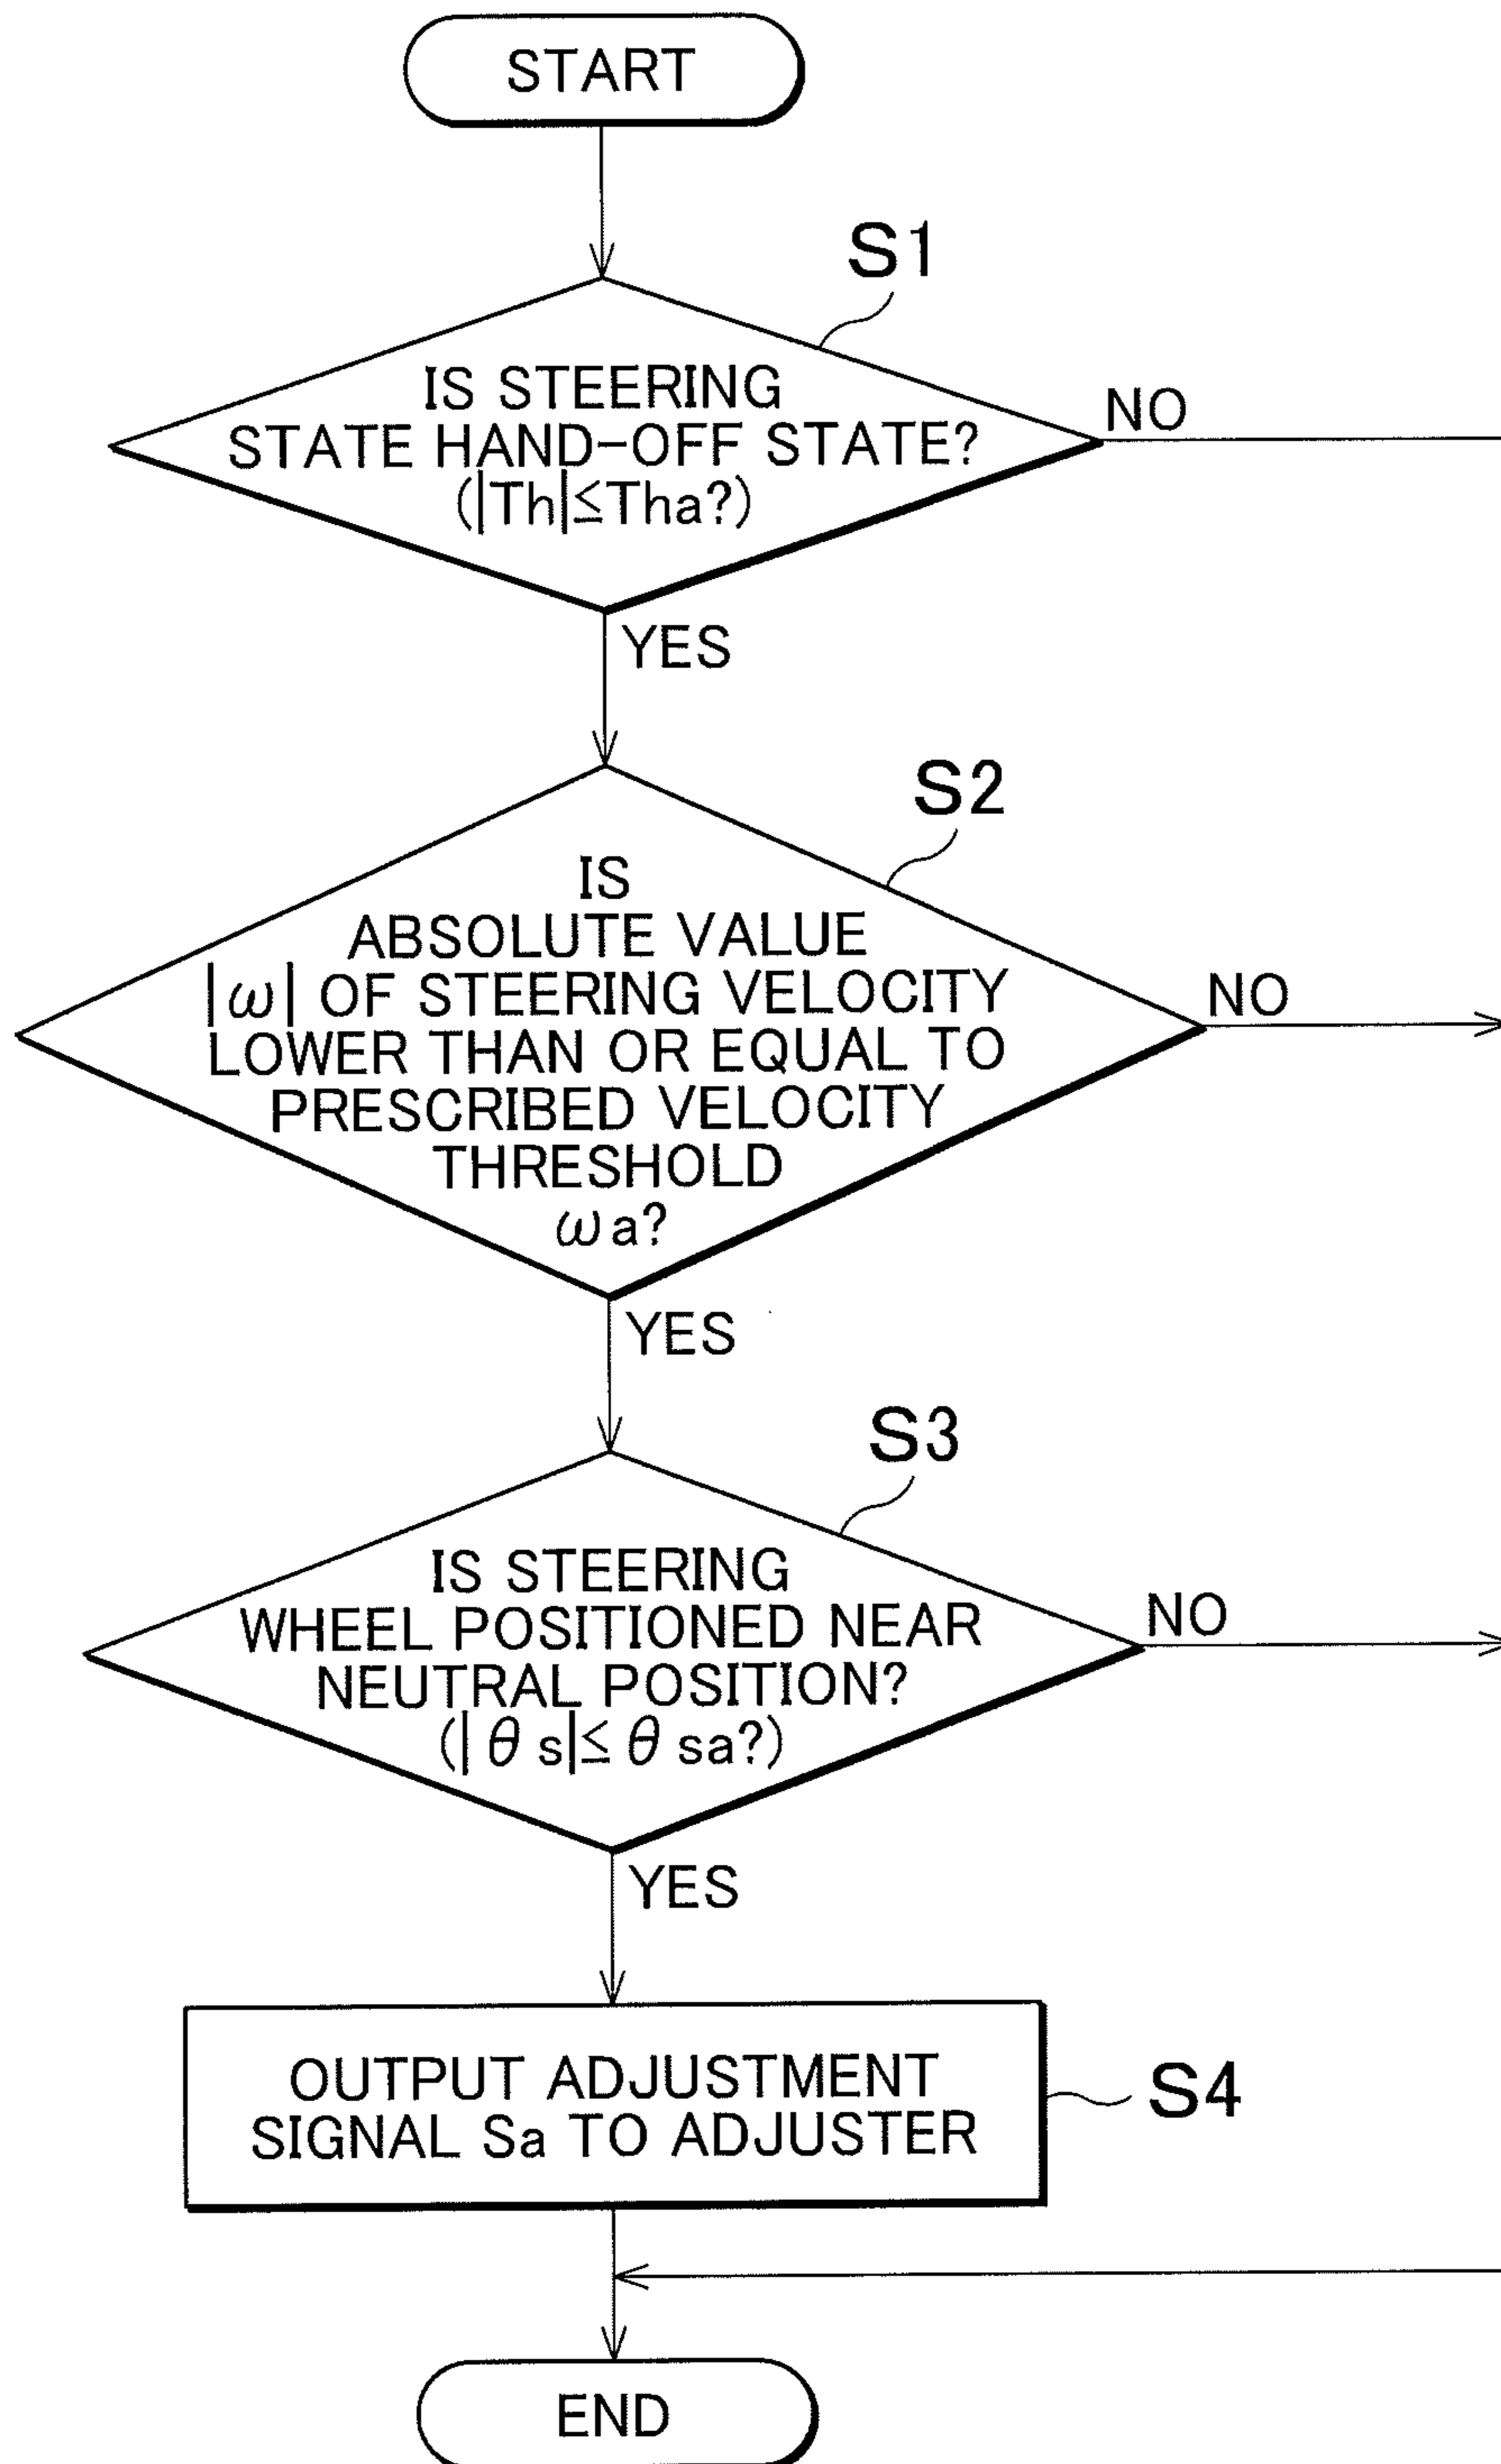 START
S1
IS STEERING
STATE HAND-OFF STATE?
(|Th|≦Tha?)
NO
YES
S2
IS
ABSOLUTE VALUE
|ω| OF STEERING VELOCITY
LOWER THAN OR EQUAL TO
PRESCRIBED VELOCITY
THRESHOLD
ωa?
NO
YES
S3
IS STEERING
WHEEL POSITIONED NEAR
NEUTRAL POSITION?
(|θs|≦θsa?)
NO
YES
OUTPUT ADJUSTMENT
SIGNAL Sa TO ADJUSTER
S4
END